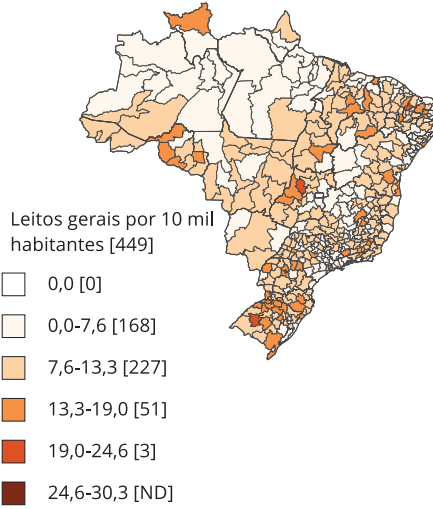 Leitos gerais por 10 mil
habitantes [449]
0,0 [0]
0,0-7,6 [168]
7,6-13,3 [227]
13,3-19,0 [51]
19,0-24,6 [3]
24,6-30,3 [ND]